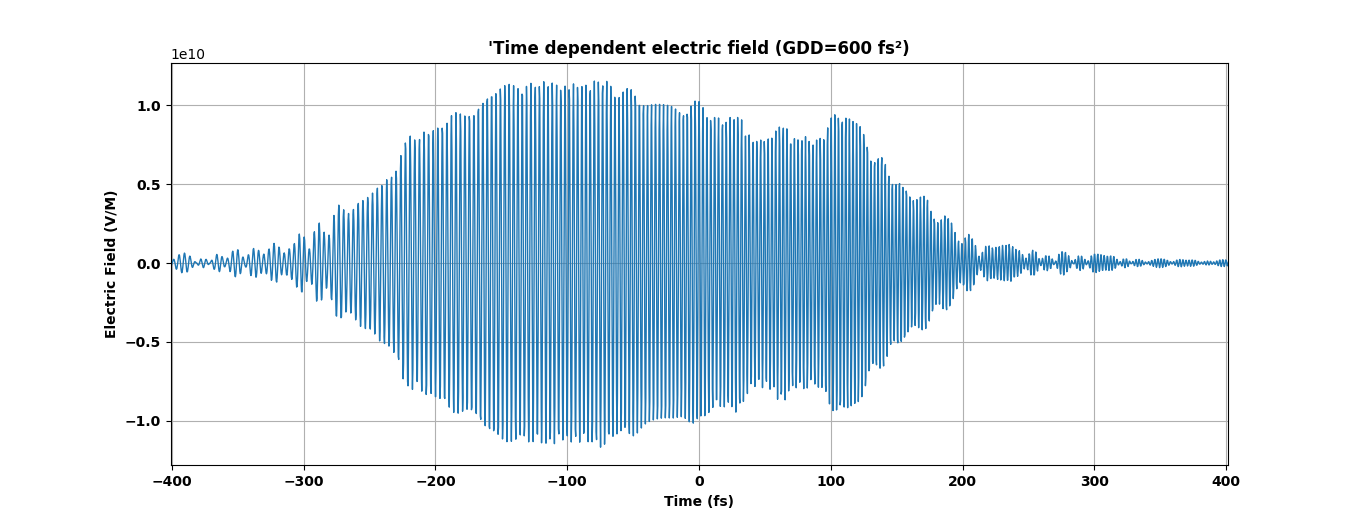 'Time dependent electric field (GDD=600 fs²)
1e10
1.0
0.5
0.0
−0.5
−1.0
Electric Field (V/M)
−400 −300 −200 −100 0 100 200 300 400
Time (fs)